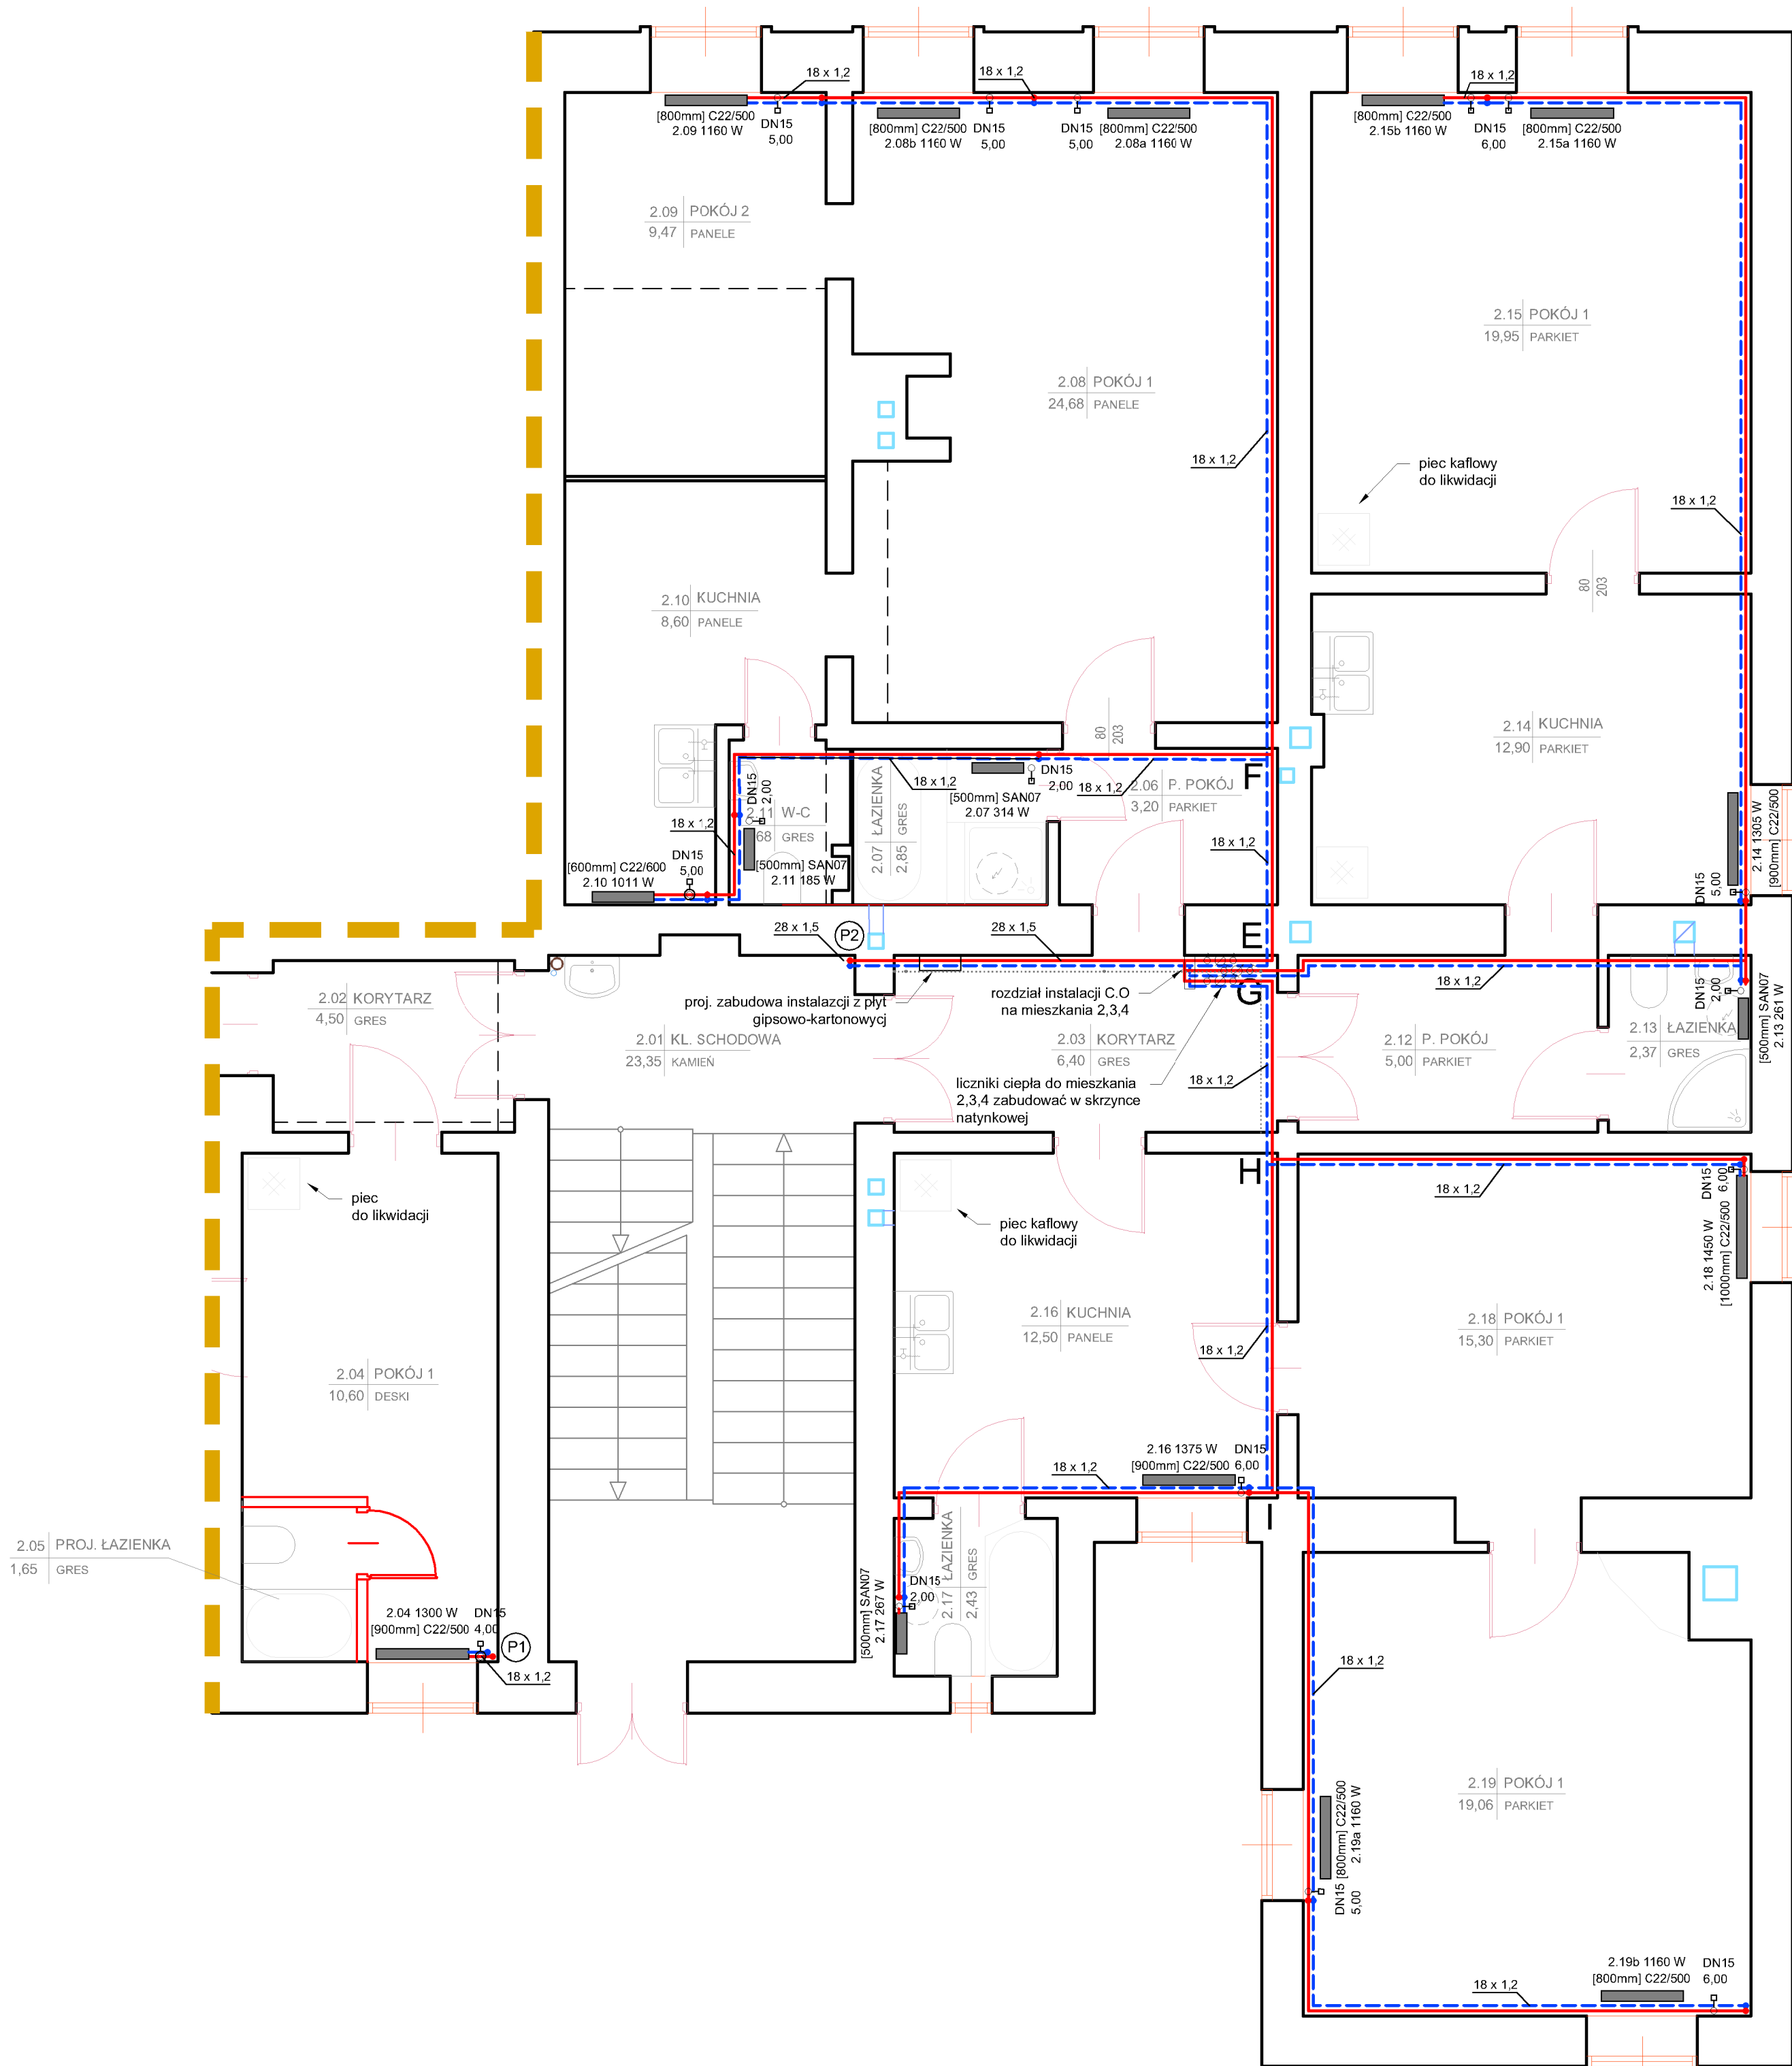 18 x 1,2
18 x 1,2
18 x 1,2
[800mm] C22/500
2.09 1160 W
DN15
5,00
[800mm] C22/500
2.08b 1160 W
DN15
5,00
DN15
5,00
[800mm] C22/500
2.08a 1160 W
[800mm] C22/500
2.15b 1160 W
DN15
6,00
[800mm] C22/500
2.15a 1160 W
2.09 POKÓJ 2
9,47 PANELE
2.15 POKÓJ 1
19,95 PARKIET
2.08 POKÓJ 1
24,68 PANELE
18 x 1,2
piec kaflowy
do likwidacji
18 x 1,2
80
203
2.10 KUCHNIA
8,60 PANELE
80
203
2.14 KUCHNIA
12,90 PARKIET
F
DN15
2,00
18 x 1,2
DN15
2,00
18 x 1,2
2.06 P. POKÓJ
3,20 PARKIET
[500mm] SAN07
2.07 314 W
2.11 W-C
68 GRES
2.07 ŁAZIENKA
2,85 GRES
18 x 1,2
18 x 1,2
[600mm] C22/600
2.10 1011 W
DN15
5,00
[500mm] SAN07
2.11 185 W
2.14 1305 W
[900mm] C22/500
DN15
5,00
28 x 1,5
P2
28 x 1,5
E
G
18 x 1,2
2.02 KORYTARZ
4,50 GRES
proj. zabudowa instalazcji z płyt
gipsowo-kartonowycj
rozdział instalacji C.O
na mieszkania 2,3,4
DN15
2,00
[500mm] SAN07
2.13 261 W
2.01 KL. SCHODOWA
23,35 KAMIEŃ
2.03 KORYTARZ
6,40 GRES
2.12 P. POKÓJ
5,00 PARKIET
2.13 ŁAZIENKA
2,37 GRES
liczniki ciepła do mieszkania
2,3,4 zabudować w skrzynce
natynkowej
18 x 1,2
H
18 x 1,2
DN15
6,00
2.18 1450 W
[1000mm] C22/500
piec
do likwidacji
piec kaflowy
do likwidacji
2.16 KUCHNIA
12,50 PANELE
2.18 POKÓJ 1
15,30 PARKIET
18 x 1,2
2.04 POKÓJ 1
10,60 DESKI
2.16 1375 W
[900mm] C22/500
DN15
6,00
18 x 1,2
I
2.05 PROJ. ŁAZIENKA
1,65 GRES
2.04 1300 W
[900mm] C22/500
DN15
4,00
P1
18 x 1,2
[500mm] SAN07
2.17 267 W
DN15
2,00
2.17 ŁAZIENKA
2,43 GRES
18 x 1,2
2.19 POKÓJ 1
19,06 PARKIET
DN15 [800mm] C22/500
5,00 2.19a 1160 W
2.19b 1160 W
[800mm] C22/500
DN15
6,00
18 x 1,2